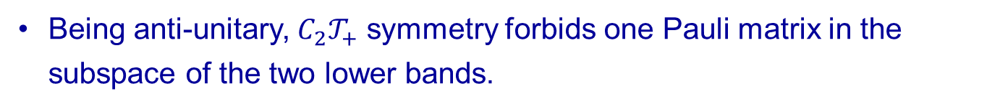 • Being anti-unitary, C₂𝒯₊ symmetry forbids one Pauli matrix in the
subspace of the two lower bands.